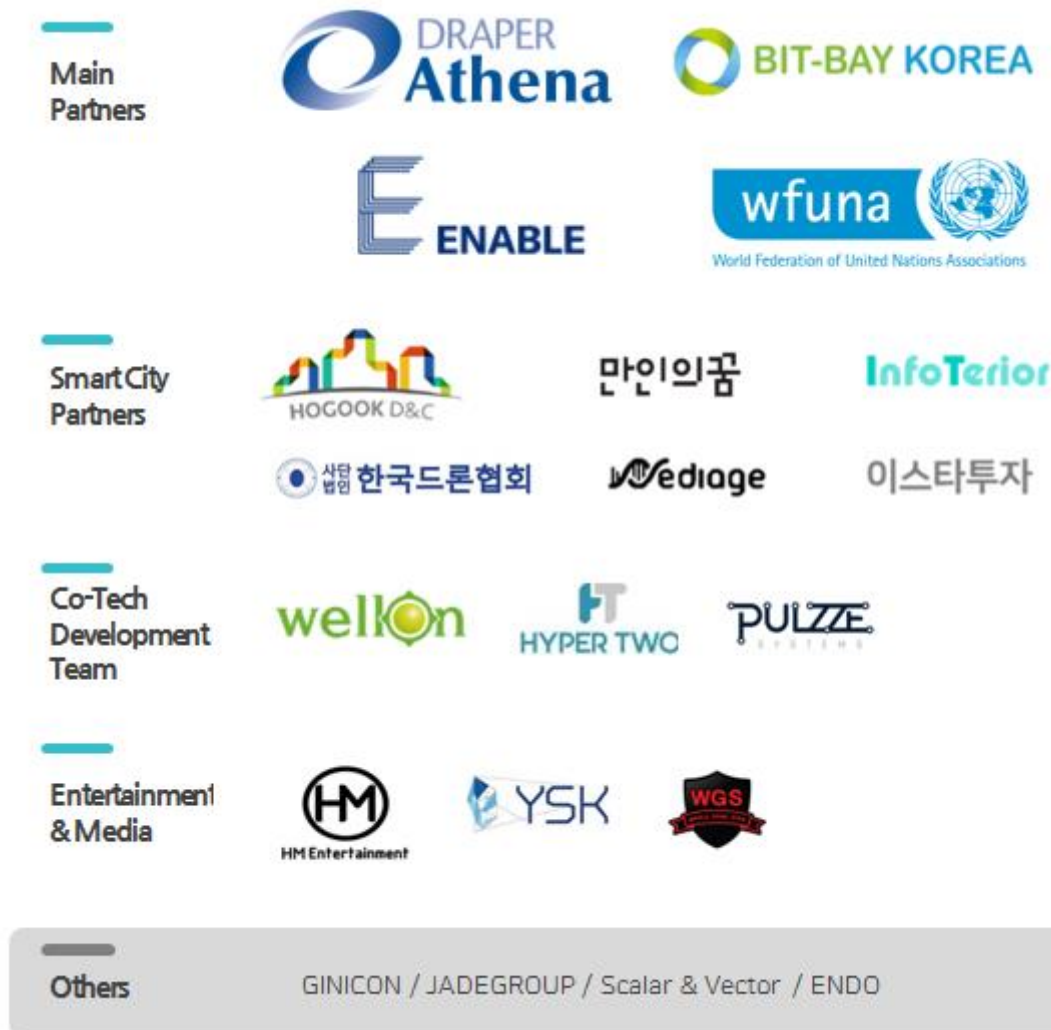 Main
Partners
DRAPER
Athena
BIT-BAY KOREA
E ENABLE
wfuna
World Federation of United Nations Associations
Smart City
Partners
HOGOOK D&C
만인의꿈
InfoTerior
사단
법인 한국드론협회
Mediage
이스타투자
Co-Tech
Development
Team
wellon
HT
HYPER TWO
PULZZE
SYSTEMS
Entertainment
& Media
HM
HM Entertainment
YSK
WGS
Others
GINICON / JADEGROUP / Scalar & Vector / ENDO